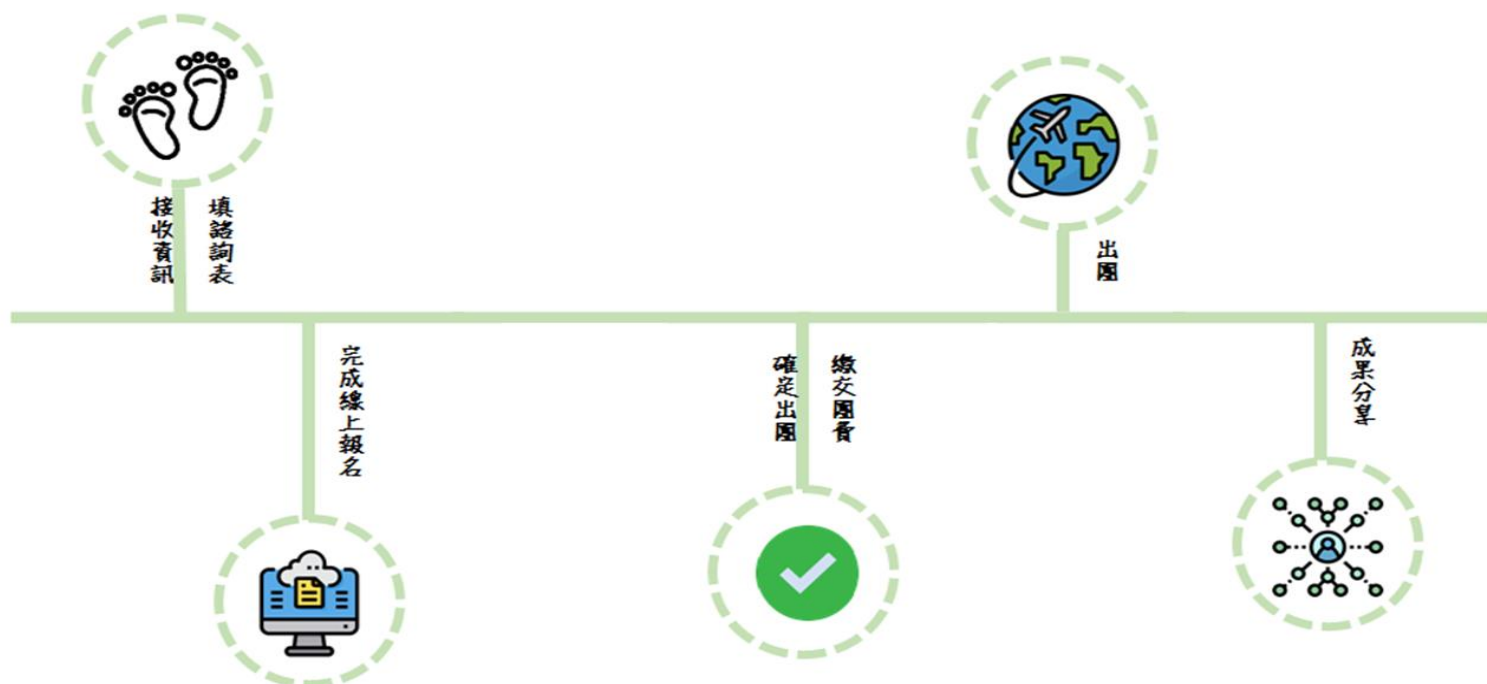 填諮詢表
接收資訊
完成線上報名
繳交團費
確定出團
出團
成果分享